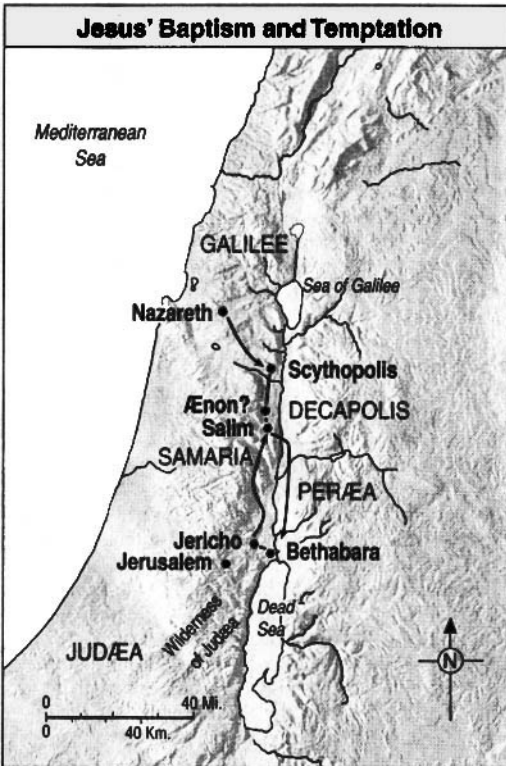 Jesus' Baptism and Temptation
Mediterranean
Sea
GALILEE
Sea of Galilee
Nazareth
Scythopolis
ÆNON?
Salim
DECAPOLIS
SAMARIA
PERÆA
Jericho
Bethabara
Jerusalem
Wilderness
of Judæa
Dead
Sea
JUDÆA
N
0 40 Mi.
0 40 Km.